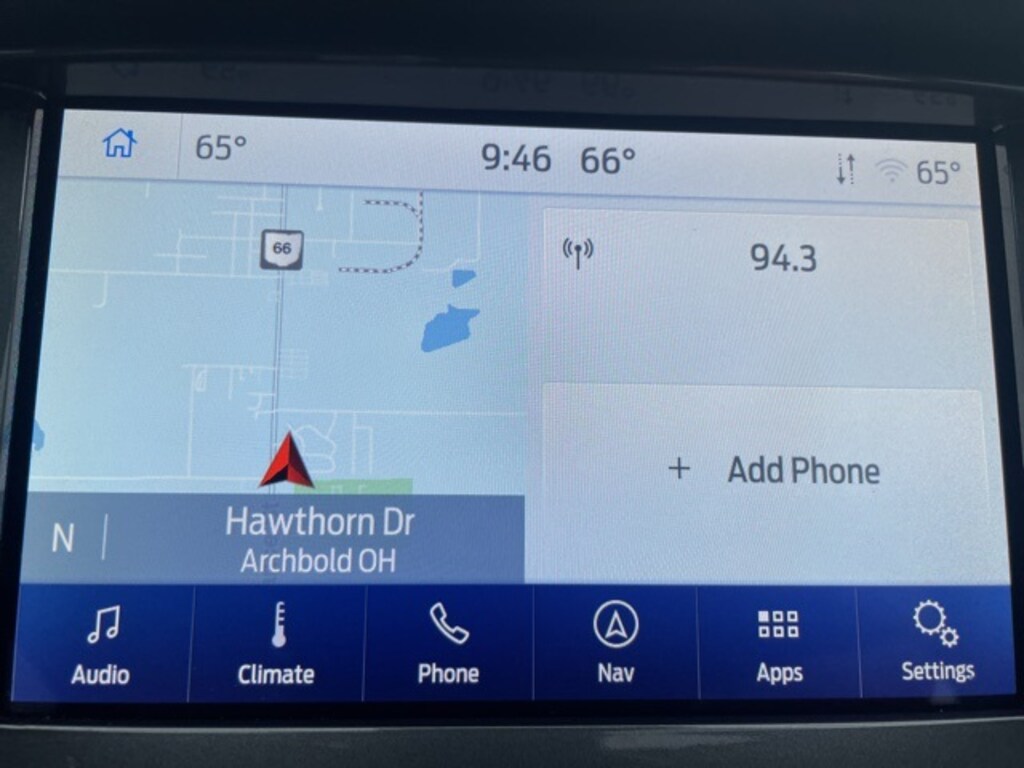 65° 9:46 66° 65°
66
94.3
+ Add Phone
N
Hawthorn Dr
Archbold OH
Audio Climate Phone Nav Apps Settings